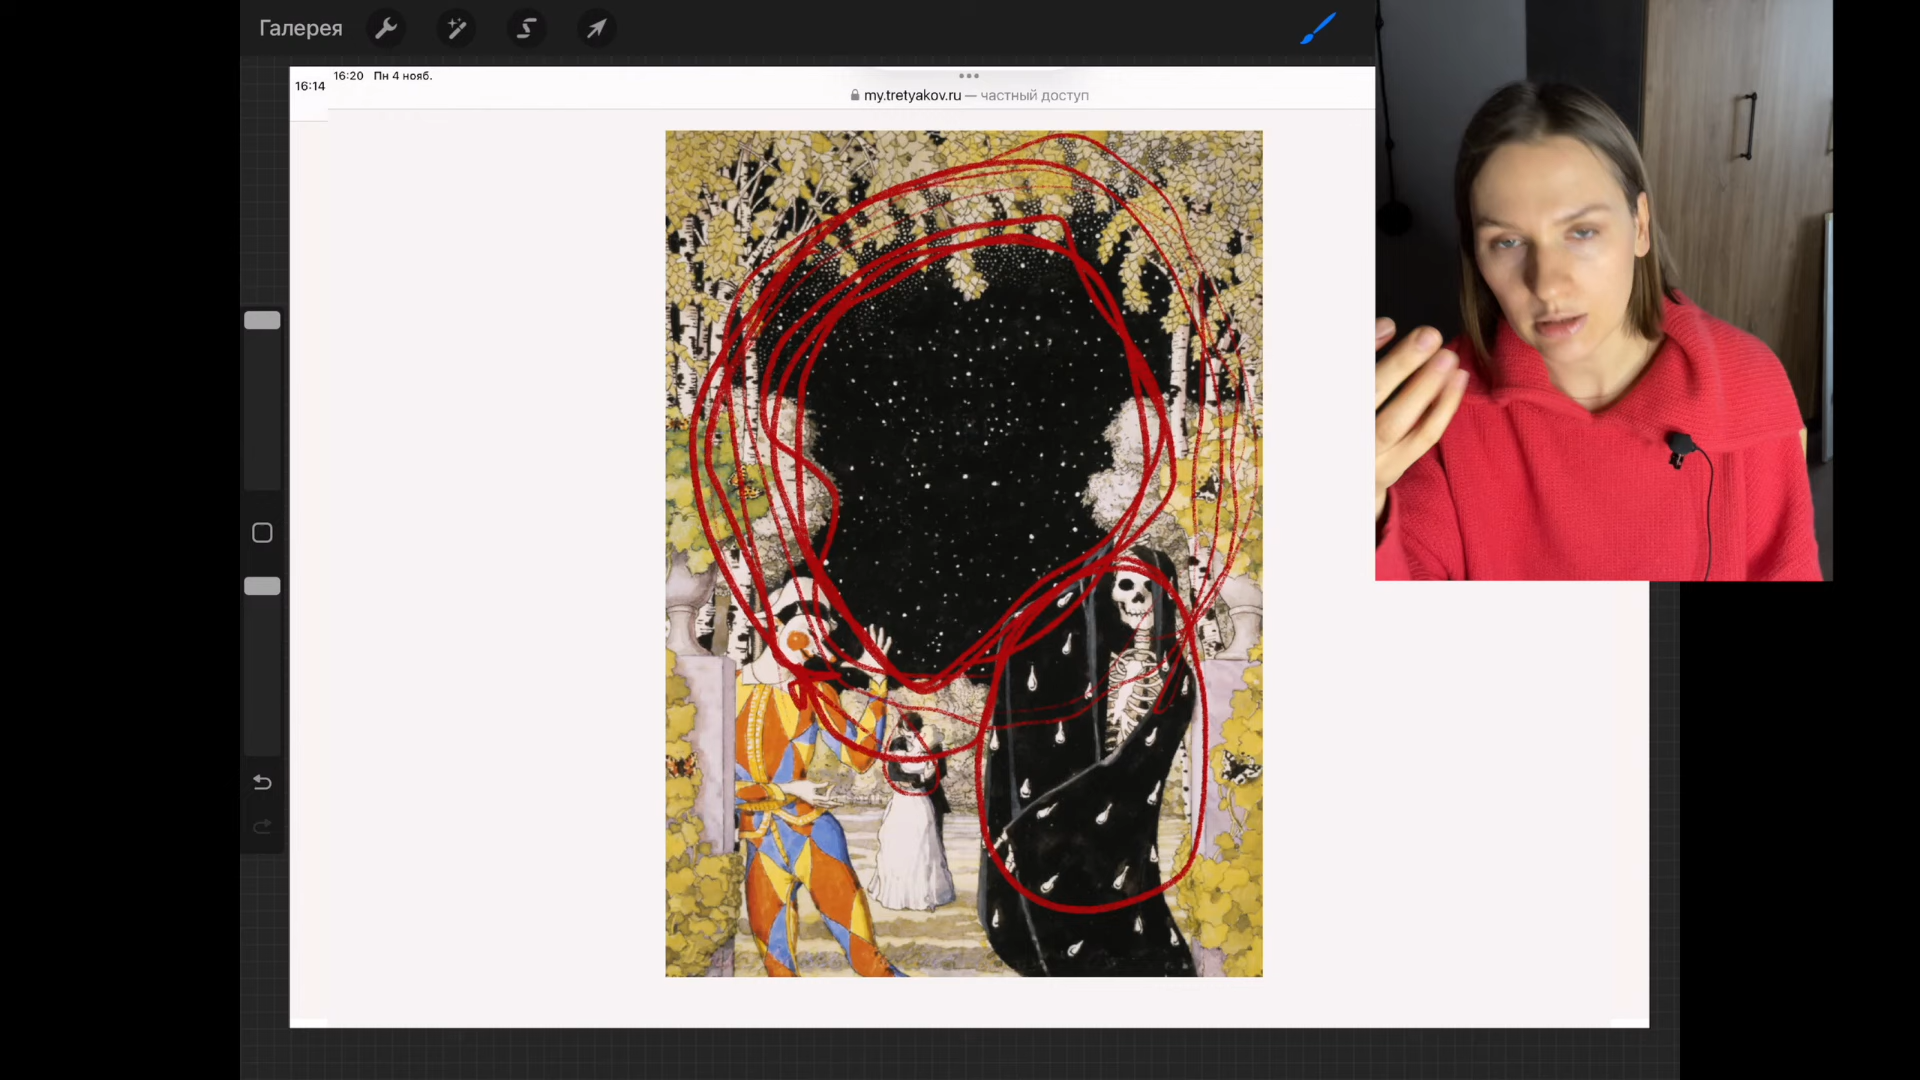 Галерея
16:14
16:20 Пн 4 нояб.
my.tretyakov.ru — частный доступ